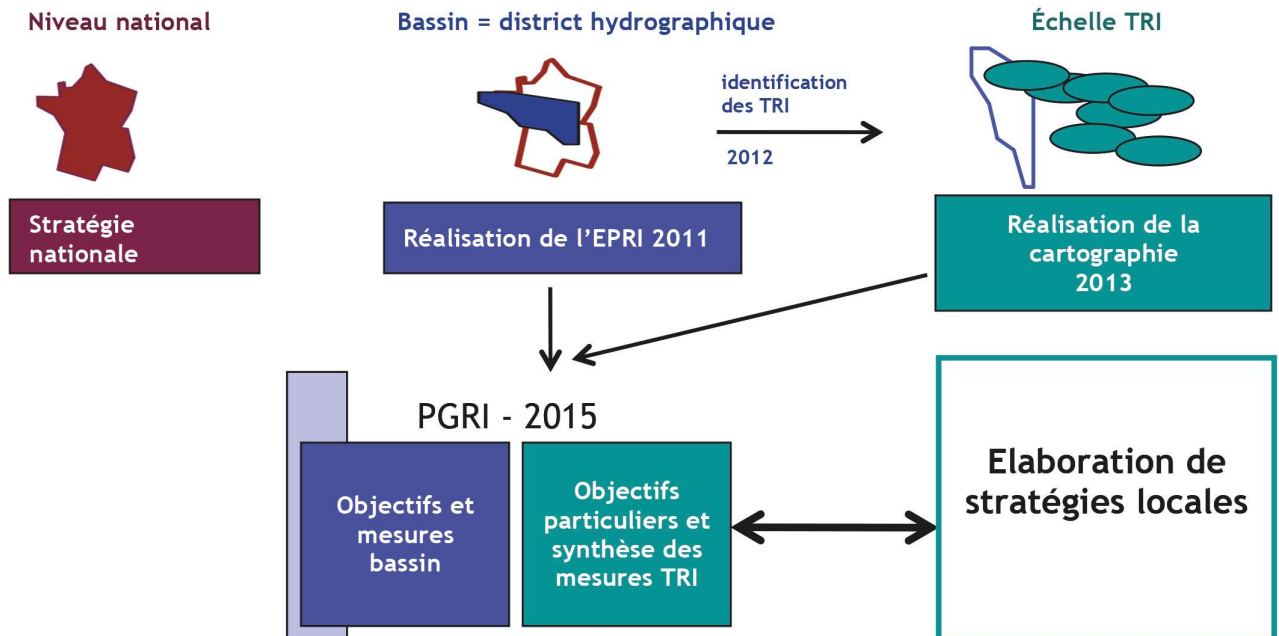 Niveau national
Bassin = district hydrographique
Échelle TRI
identification
des TRI
2012
Stratégie
nationale
Réalisation de l'EPRI 2011
Réalisation de la
cartographie
2013
PGRI - 2015
Objectifs et
mesures
bassin
Objectifs
particuliers et
synthèse des
mesures TRI
Elaboration de
stratégies locales